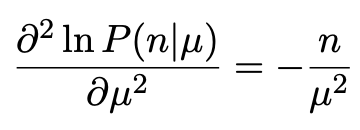 ∂² ln P(n|μ) / ∂μ² = − n / μ²